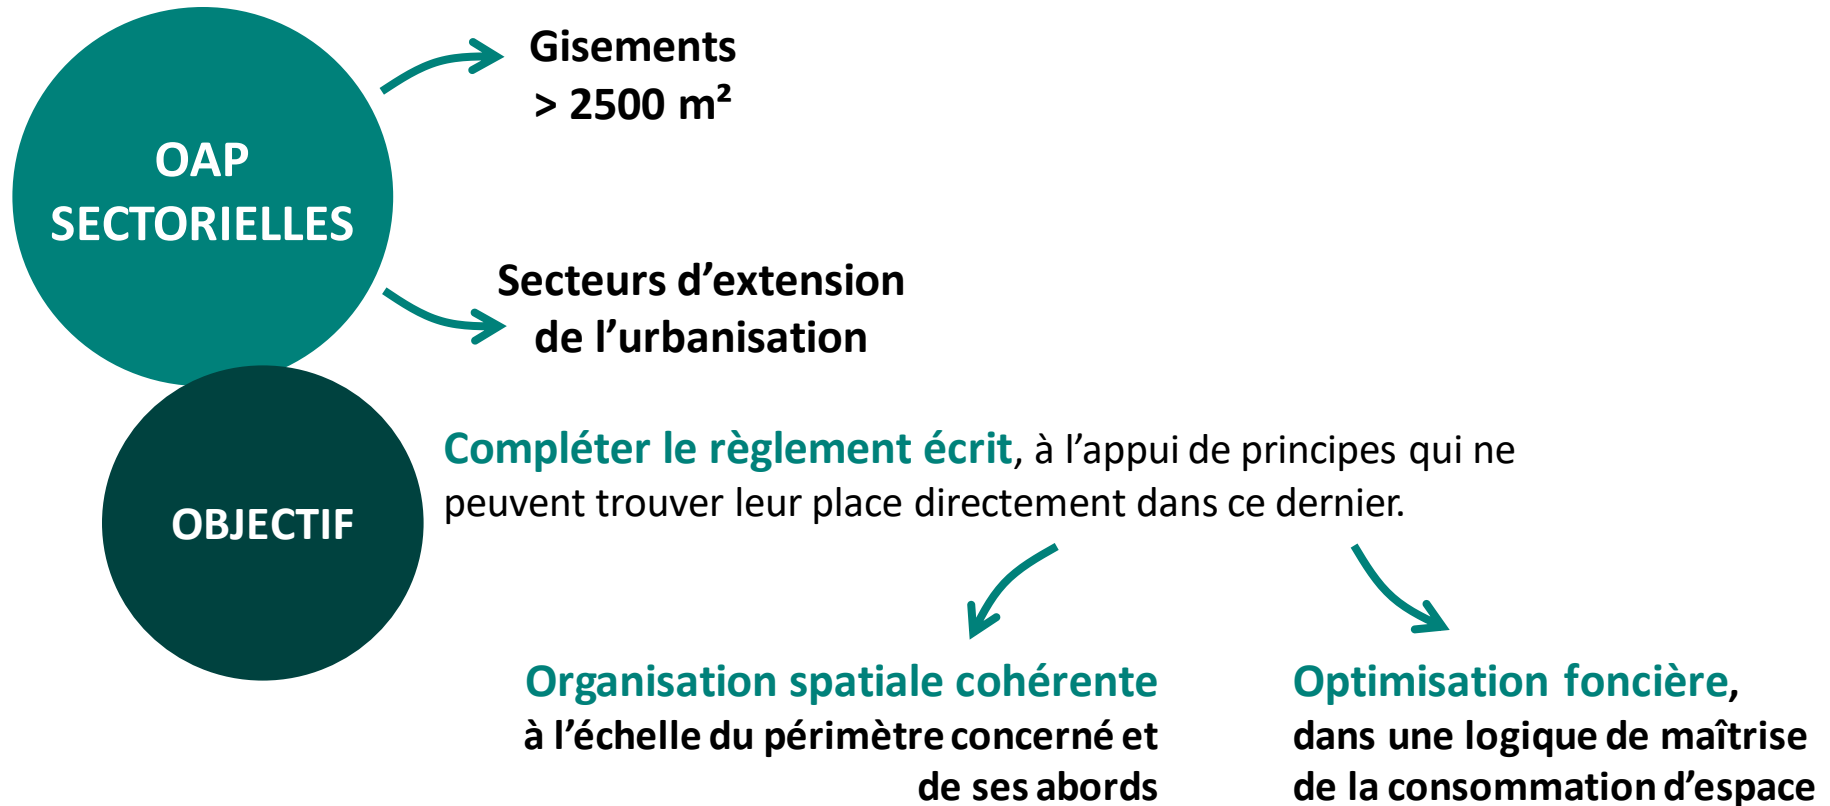 OAP
SECTORIELLES
Gisements
> 2500 m²
Secteurs d’extension
de l’urbanisation
OBJECTIF
Compléter le règlement écrit, à l’appui de principes qui ne
peuvent trouver leur place directement dans ce dernier.
Organisation spatiale cohérente
à l’échelle du périmètre concerné et
de ses abords
Optimisation foncière,
dans une logique de maîtrise
de la consommation d’espace